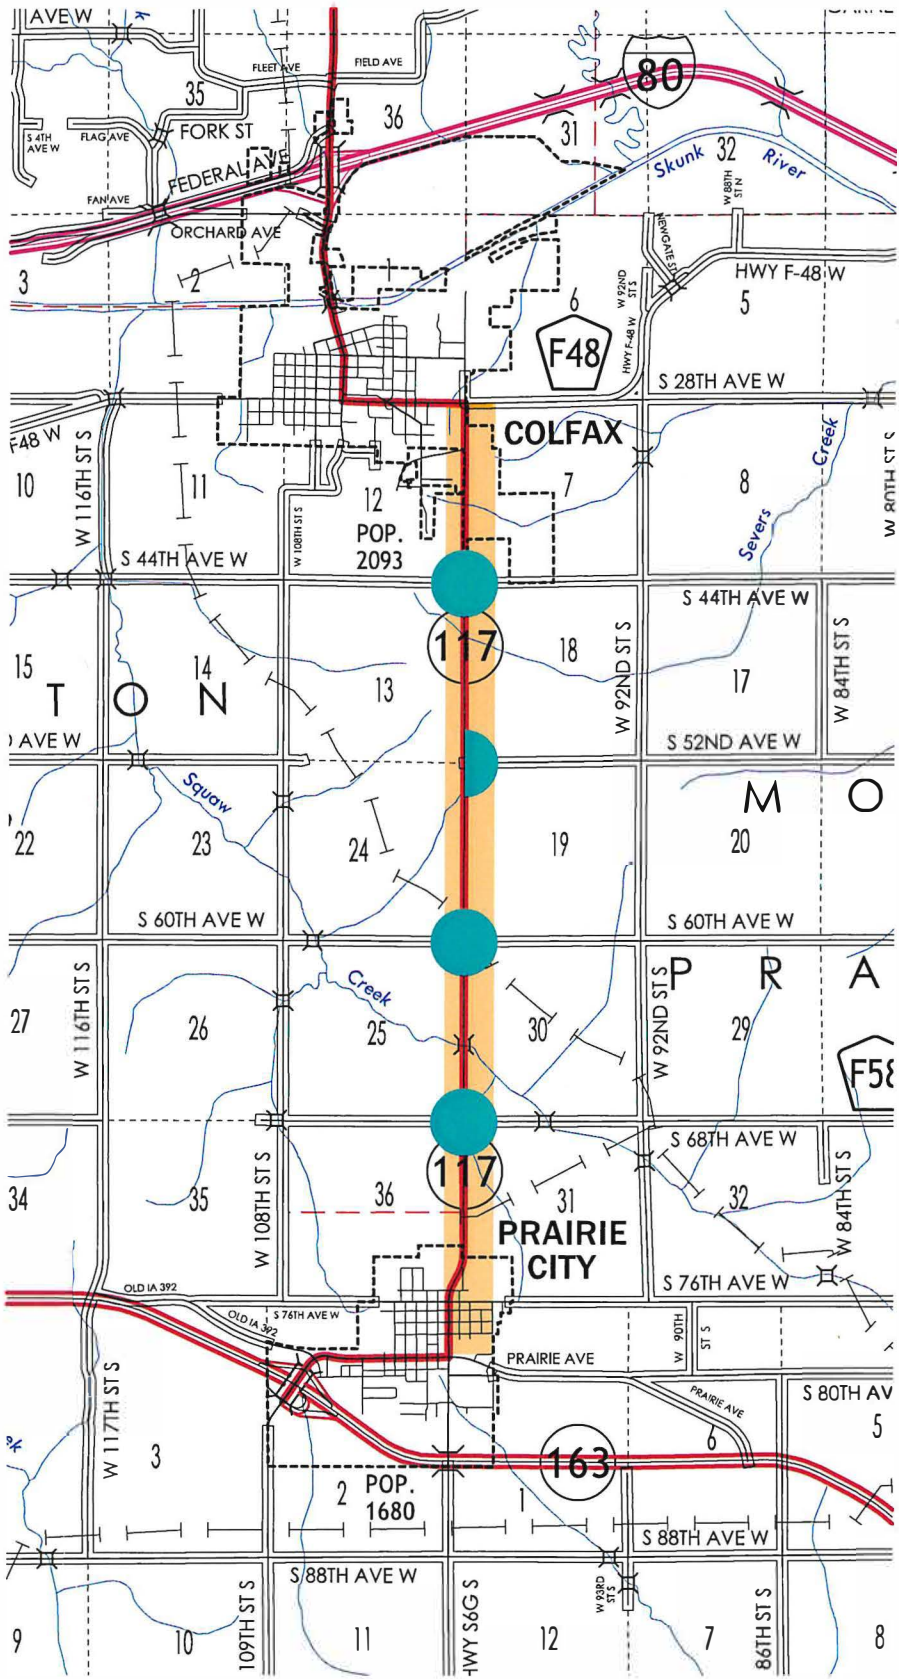 AVE W
k
FLEET AVE
FIELD AVE
80
35
36
S 4TH
AVE W
FLAG AVE
FORK ST
31
32
Skunk
River
W 88TH
ST N
FEDERAL AVE
FAN AVE
ORCHARD AVE
NEWGATE ST
3
2
1
6
W 92ND
ST S
HWY F-48 W
HWY F-48 W
5
F48
S 28TH AVE W
COLFAX
F48 W
W 116TH ST S
10
11
12
7
8
Creek
Severs
W 80TH ST S
W 108TH ST S
POP.
2093
S 44TH AVE W
S 44TH AVE W
117
15
14
13
18
17
W 92ND ST S
W 84TH ST S
T O N
AVE W
S 52ND AVE W
Squaw
M O
22
23
24
19
20
S 60TH AVE W
S 60TH AVE W
Creek
P R A
W 116TH ST S
W 92ND ST S
27
26
25
30
29
F58
117
S 68TH AVE W
34
35
36
31
32
W 108TH ST S
W 84TH ST S
PRAIRIE
CITY
S 76TH AVE W
OLD IA 392
OLD IA 392
S 76TH AVE W
W 90TH
ST S
PRAIRIE AVE
PRAIRIE AVE
S 80TH AV
W 117TH ST S
ek
3
6
5
163
2
POP.
1680
1
S 88TH AVE W
S 88TH AVE W
W 93RD
ST S
109TH ST S
HWY S6G S
86TH ST S
9
10
11
12
7
8